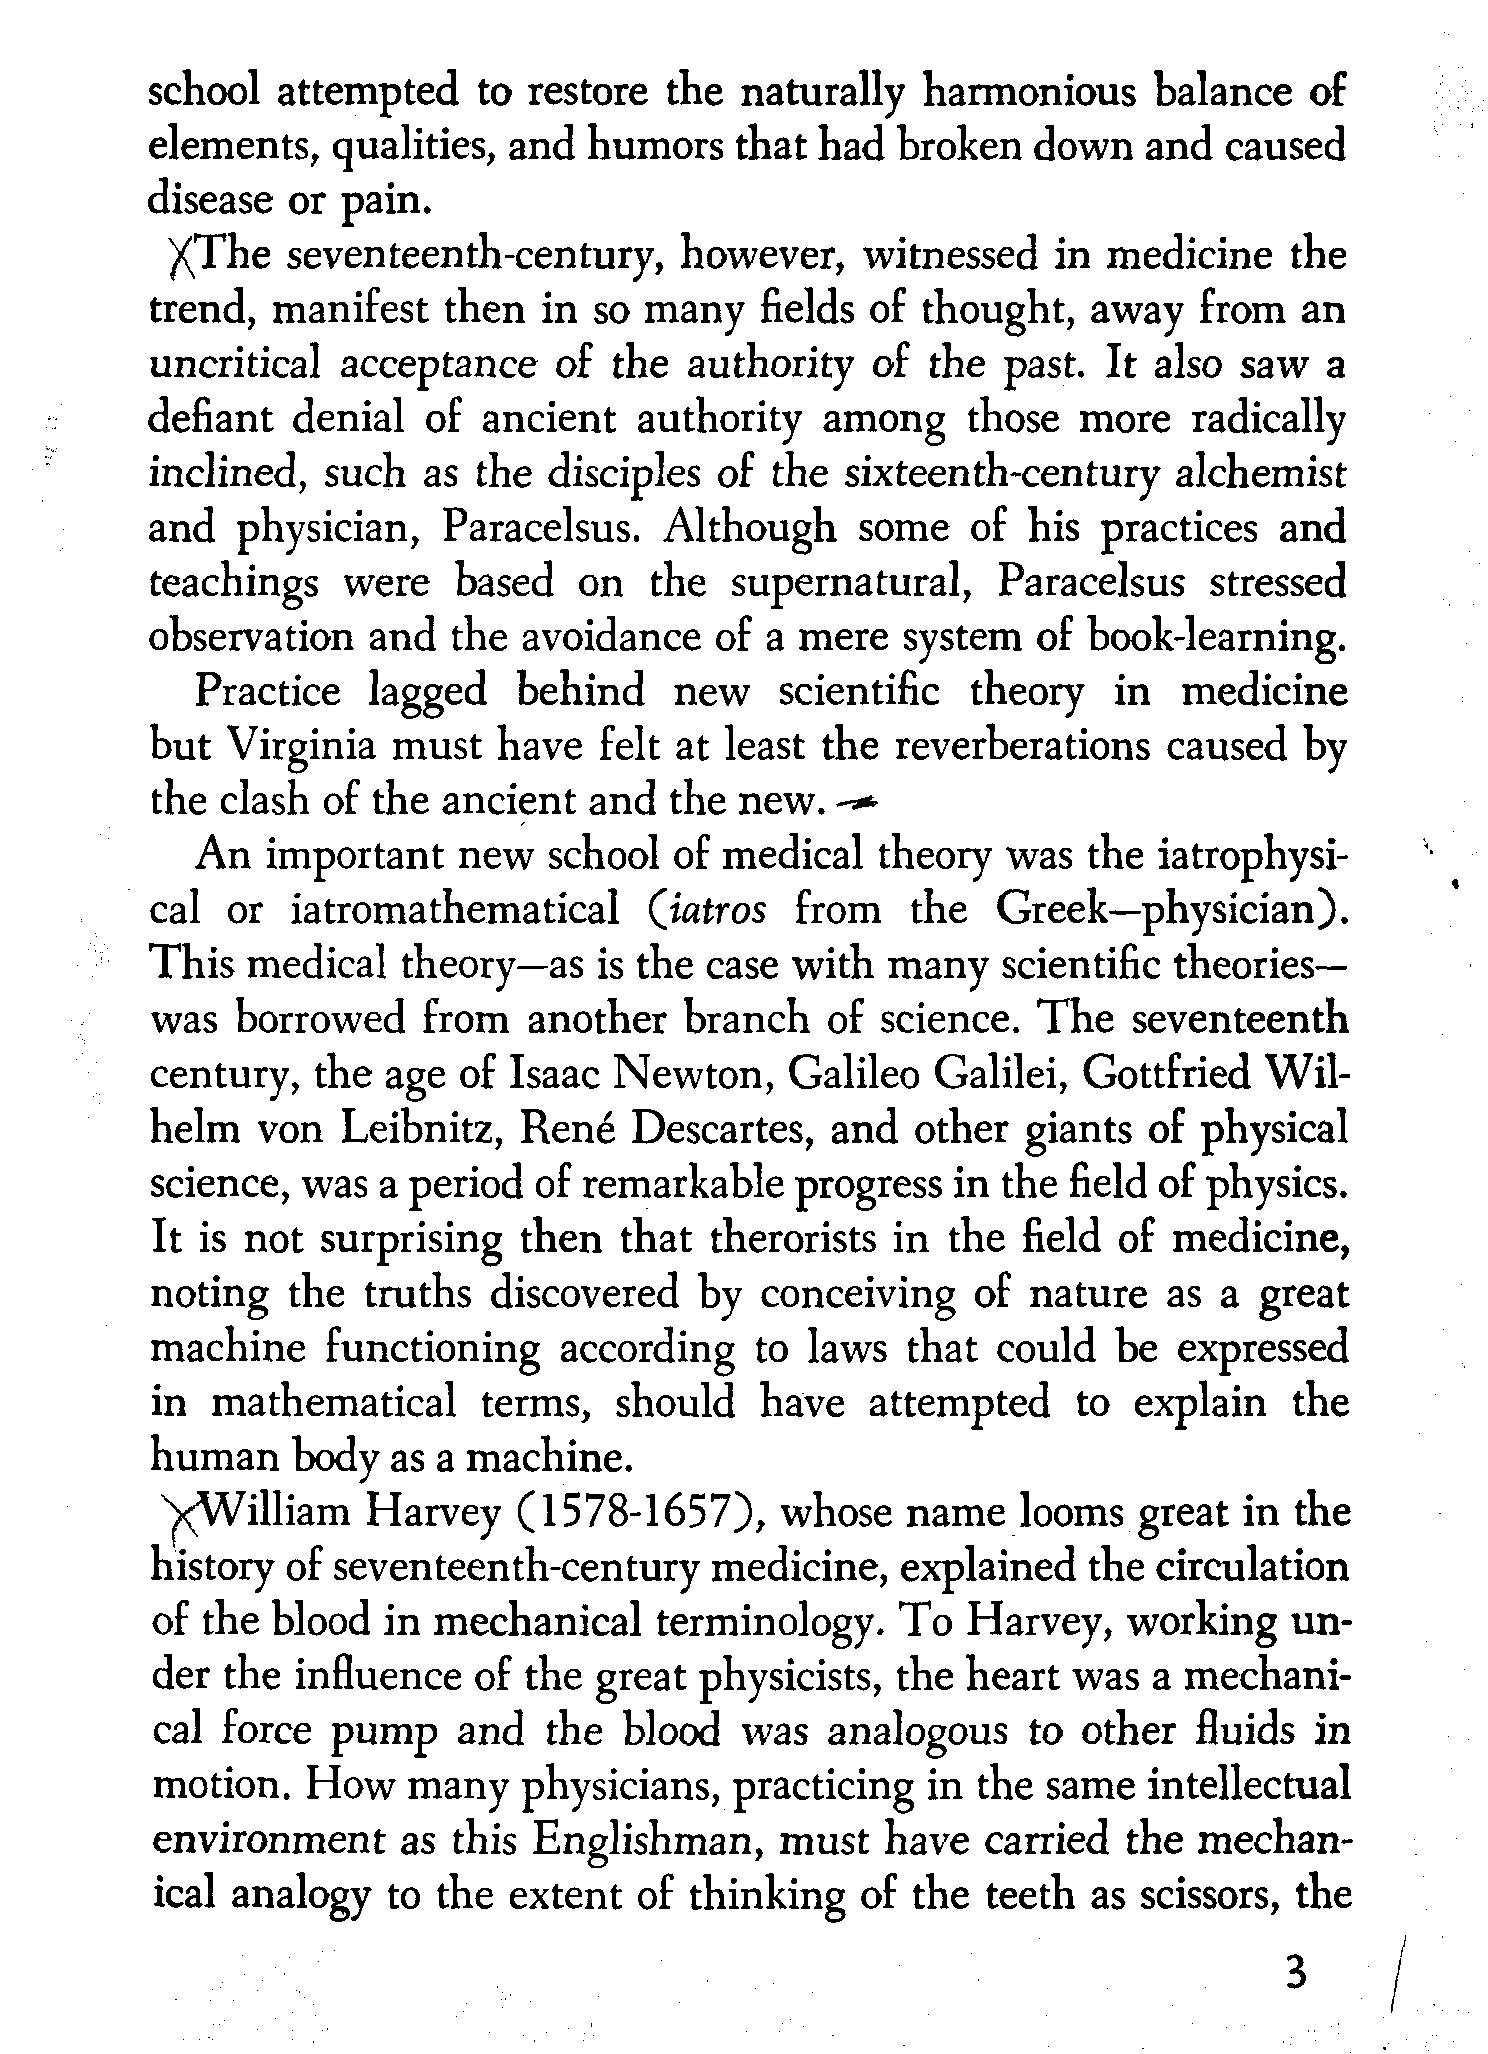 school attempted to restore the naturally harmonious balance of
elements, qualities, and humors that had broken down and caused
disease or pain.
The seventeenth-century, however, witnessed in medicine the
trend, manifest then in so many fields of thought, away from an
uncritical acceptance of the authority of the past. It also saw a
defiant denial of ancient authority among those more radically
inclined, such as the disciples of the sixteenth-century alchemist
and physician, Paracelsus. Although some of his practices and
teachings were based on the supernatural, Paracelsus stressed
observation and the avoidance of a mere system of book-learning.
Practice lagged behind new scientific theory in medicine
but Virginia must have felt at least the reverberations caused by
the clash of the ancient and the new.
An important new school of medical theory was the iatrophysi-
cal or iatromathematical (iatros from the Greek—physician).
This medical theory—as is the case with many scientific theories—
was borrowed from another branch of science. The seventeenth
century, the age of Isaac Newton, Galileo Galilei, Gottfried Wil-
helm von Leibnitz, René Descartes, and other giants of physical
science, was a period of remarkable progress in the field of physics.
It is not surprising then that therorists in the field of medicine,
noting the truths discovered by conceiving of nature as a great
machine functioning according to laws that could be expressed
in mathematical terms, should have attempted to explain the
human body as a machine.
William Harvey (1578-1657), whose name looms great in the
history of seventeenth-century medicine, explained the circulation
of the blood in mechanical terminology. To Harvey, working un-
der the influence of the great physicists, the heart was a mechani-
cal force pump and the blood was analogous to other fluids in
motion. How many physicians, practicing in the same intellectual
environment as this Englishman, must have carried the mechan-
ical analogy to the extent of thinking of the teeth as scissors, the
3